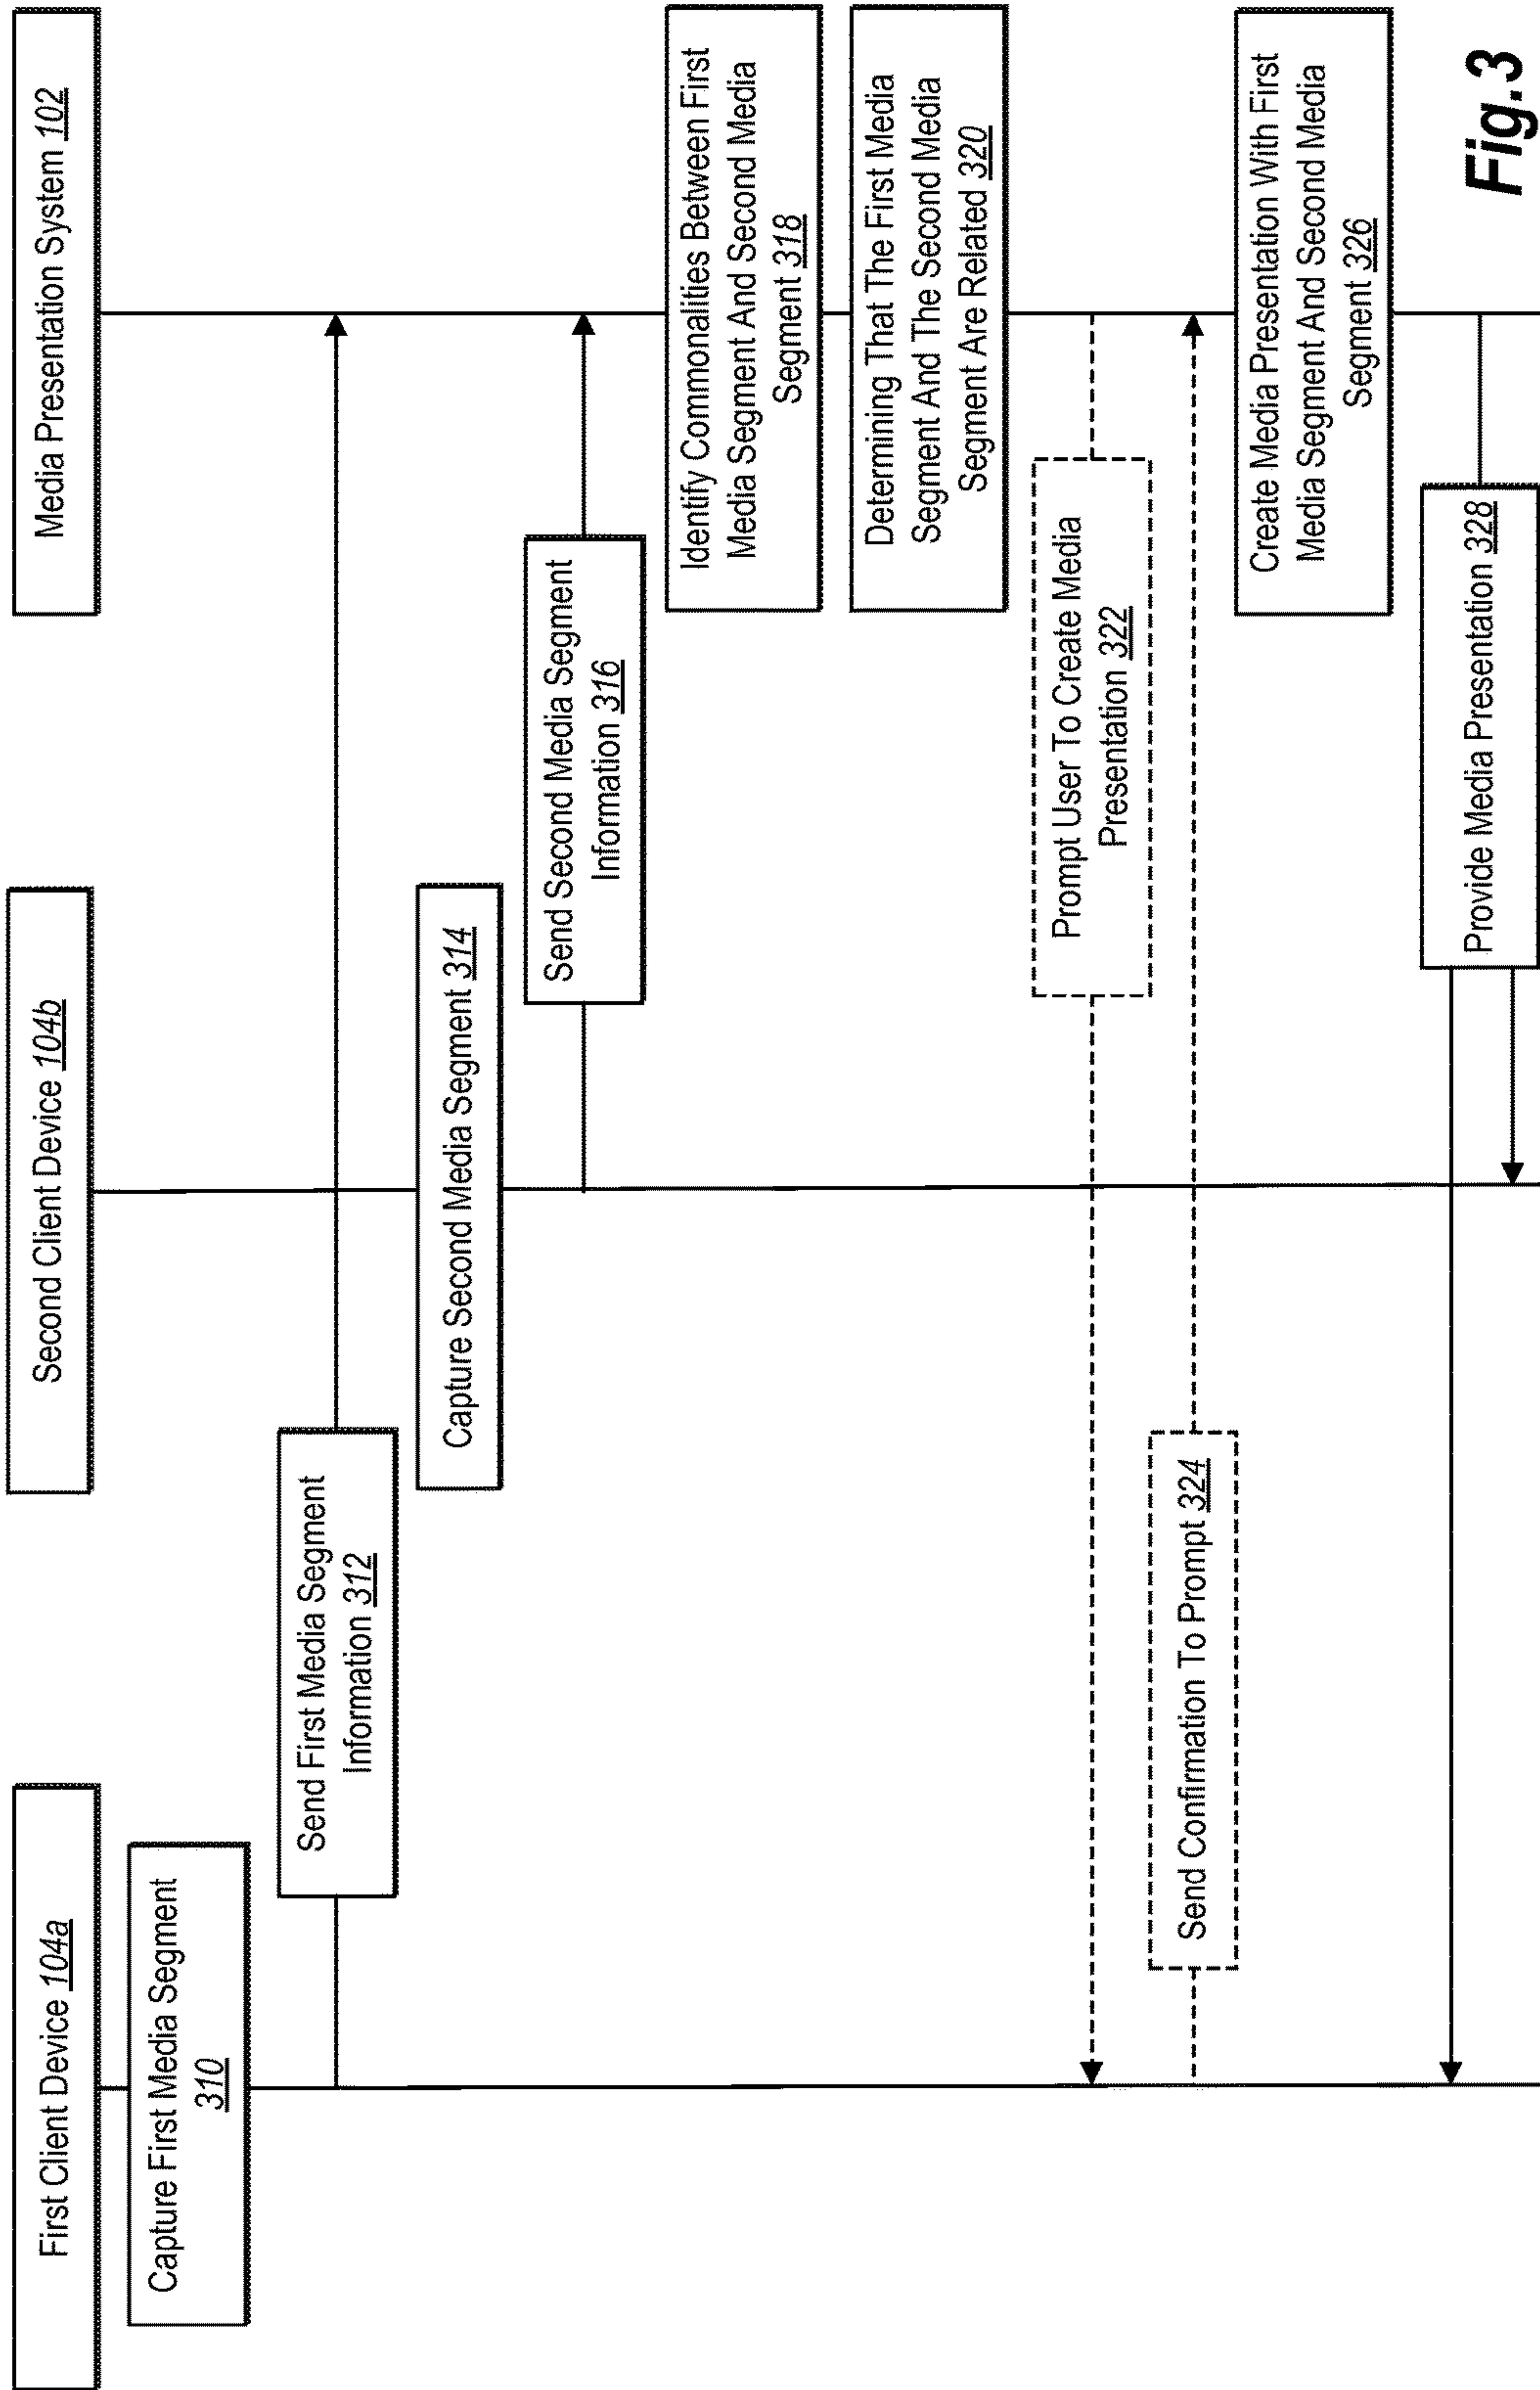 First Client Device 104a
Second Client Device 104b
Media Presentation System 102
Capture First Media Segment
310
Send First Media Segment
Information 312
Capture Second Media Segment 314
Send Second Media Segment
Information 316
Identify Commonalities Between First
Media Segment And Second Media
Segment 318
Determining That The First Media
Segment And The Second Media
Segment Are Related 320
Prompt User To Create Media
Presentation 322
Send Confirmation To Prompt 324
Create Media Presentation With First
Media Segment And Second Media
Segment 326
Provide Media Presentation 328
Fig.3